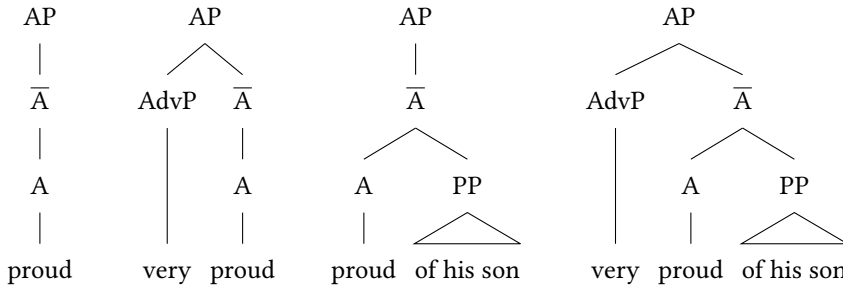 AP AP AP AP
A̅ AdvP A̅ A̅ AdvP A̅
A A A PP A PP
proud very proud proud of his son very proud of his son